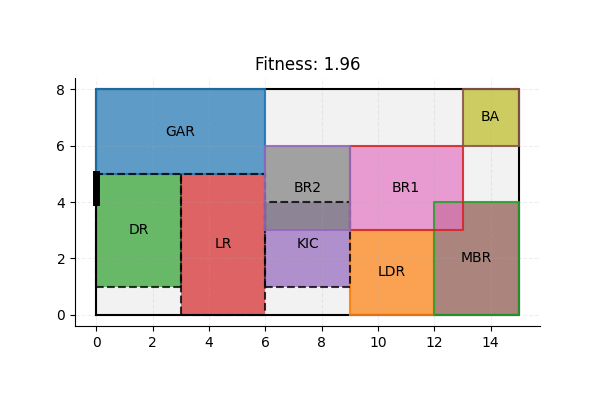 Fitness: 1.96
8
GAR
BA
6
BR2
BR1
4
DR
LR
KIC
MBR
2
LDR
0
0 2 4 6 8 10 12 14